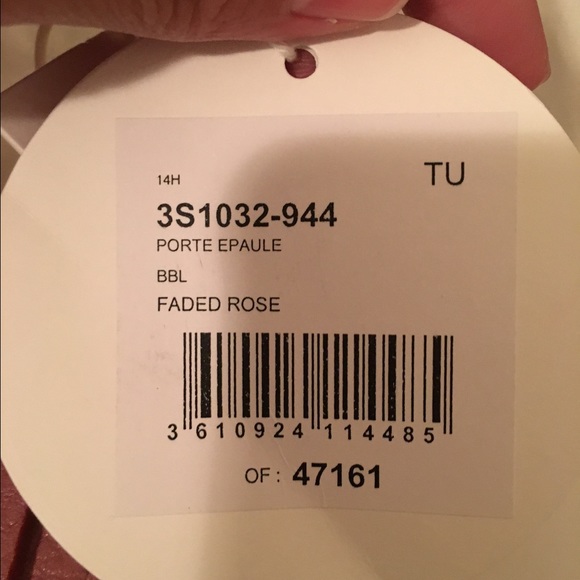 14H
TU
3S1032-944
PORTE EPAULE
BBL
FADED ROSE
3 610924 114485
OF : 47161